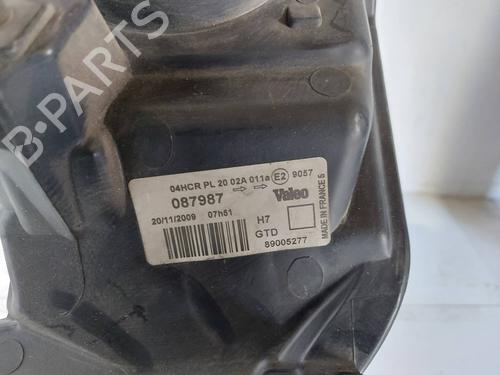 B-PARTS
04HCR PL 20 02A 011a E2 9057
087987
Valeo
20/11/2009 07h51
H7
GTD
89005277
MADE IN FRANCE 5